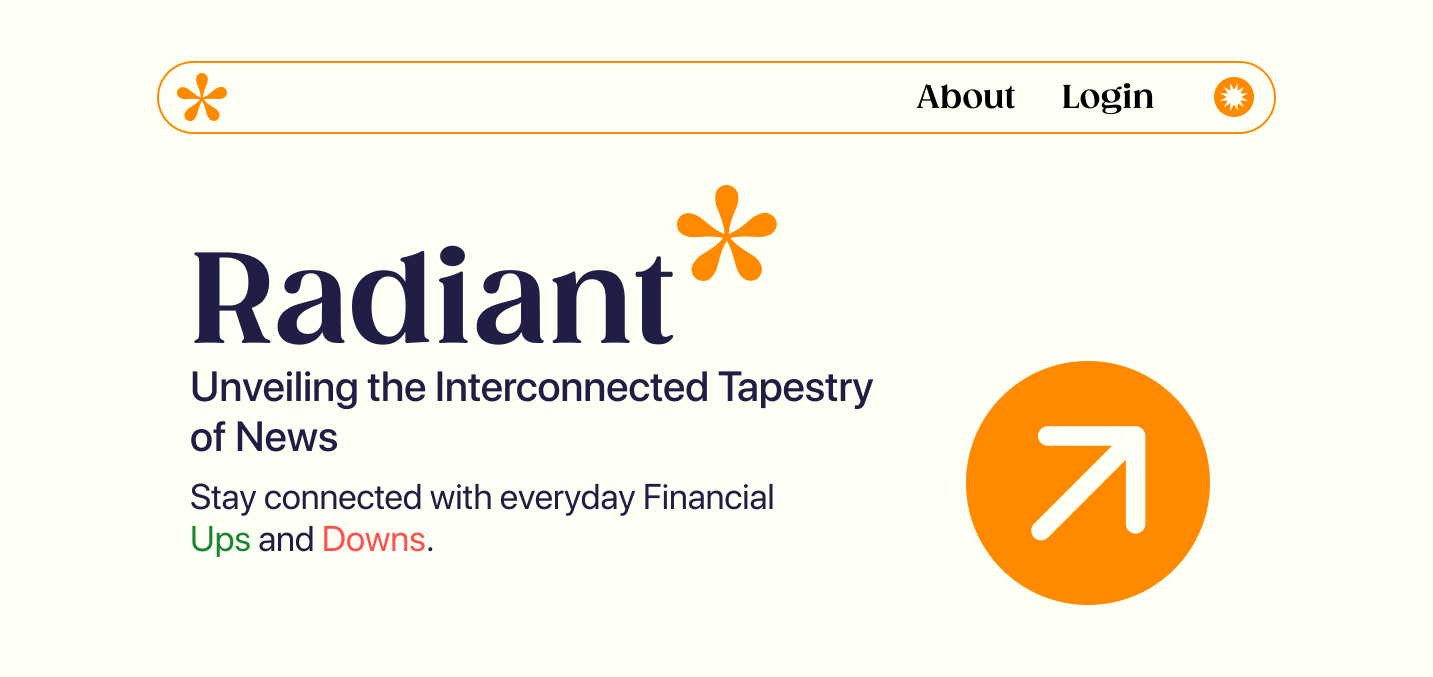 About Login
Radiant
Unveiling the Interconnected Tapestry
of News
Stay connected with everyday Financial
Ups and Downs.